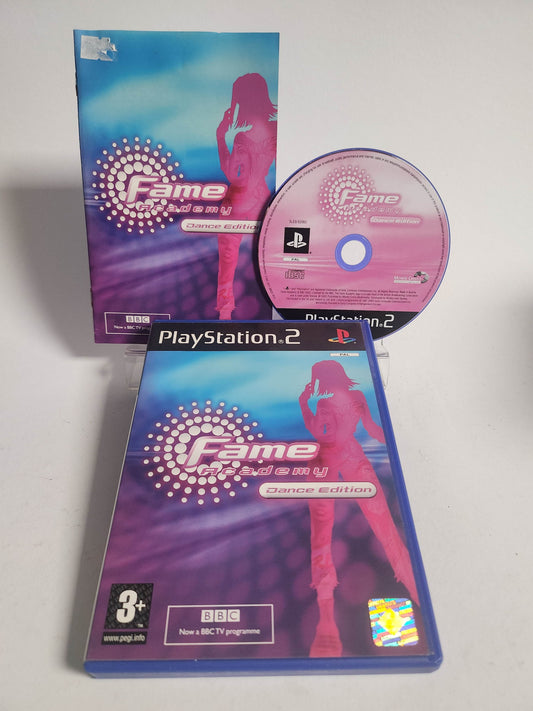 Fame
Academy
Dance Edition
BBC
Now a BBC TV programme
Fame
Academy
Dance Edition
PAL
PlayStation®2
PlayStation®2
PAL
Fame
Academy
Dance Edition
3+
www.pegi.info
BBC
Now a BBC TV programme